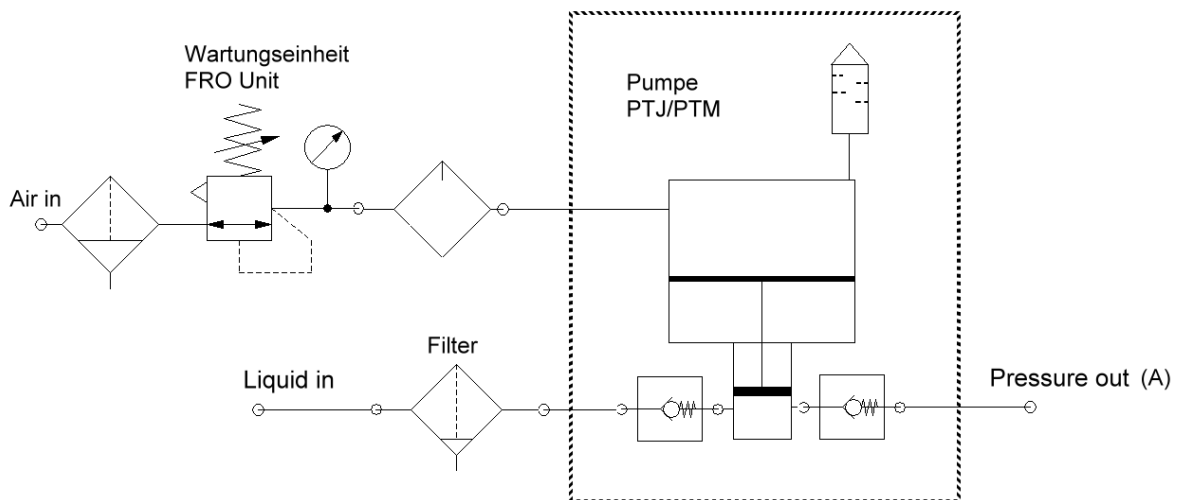 Wartungseinheit
FRO Unit
Pumpe
PTJ/PTM
Air in
Filter
Liquid in
Pressure out (A)